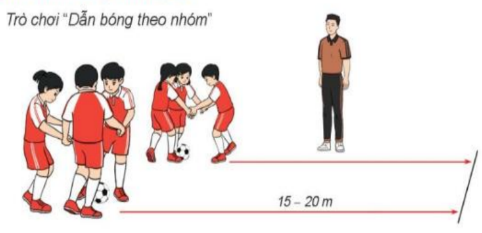 Trò chơi “Dẫn bóng theo nhóm”
15 – 20 m